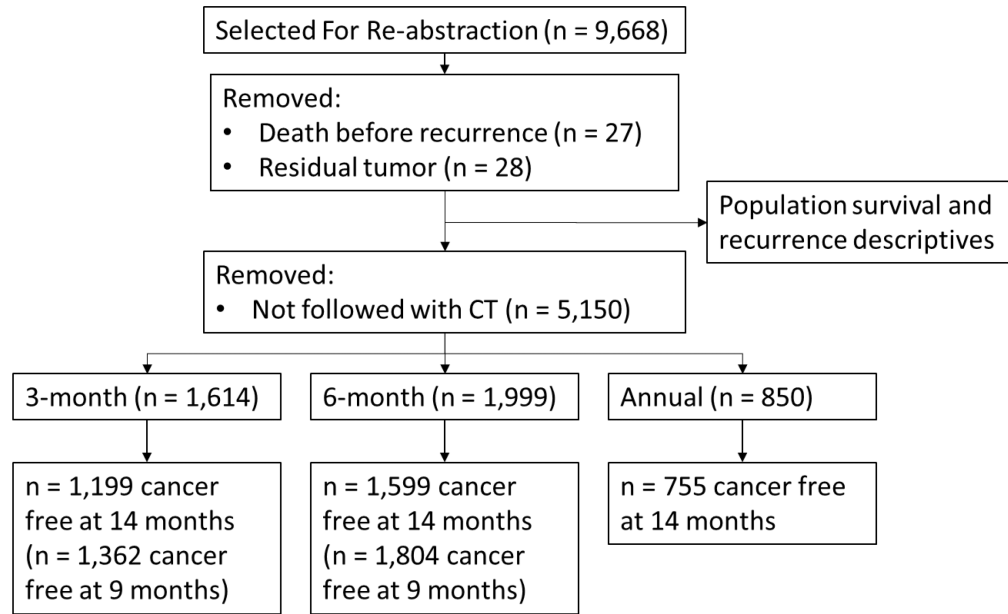 Selected For Re-abstraction (n = 9,668)
Removed:
• Death before recurrence (n = 27)
• Residual tumor (n = 28)
Population survival and
recurrence descriptives
Removed:
• Not followed with CT (n = 5,150)
3-month (n = 1,614)
6-month (n = 1,999)
Annual (n = 850)
n = 1,199 cancer
free at 14 months
(n = 1,362 cancer
free at 9 months)
n = 1,599 cancer
free at 14 months
(n = 1,804 cancer
free at 9 months)
n = 755 cancer free
at 14 months